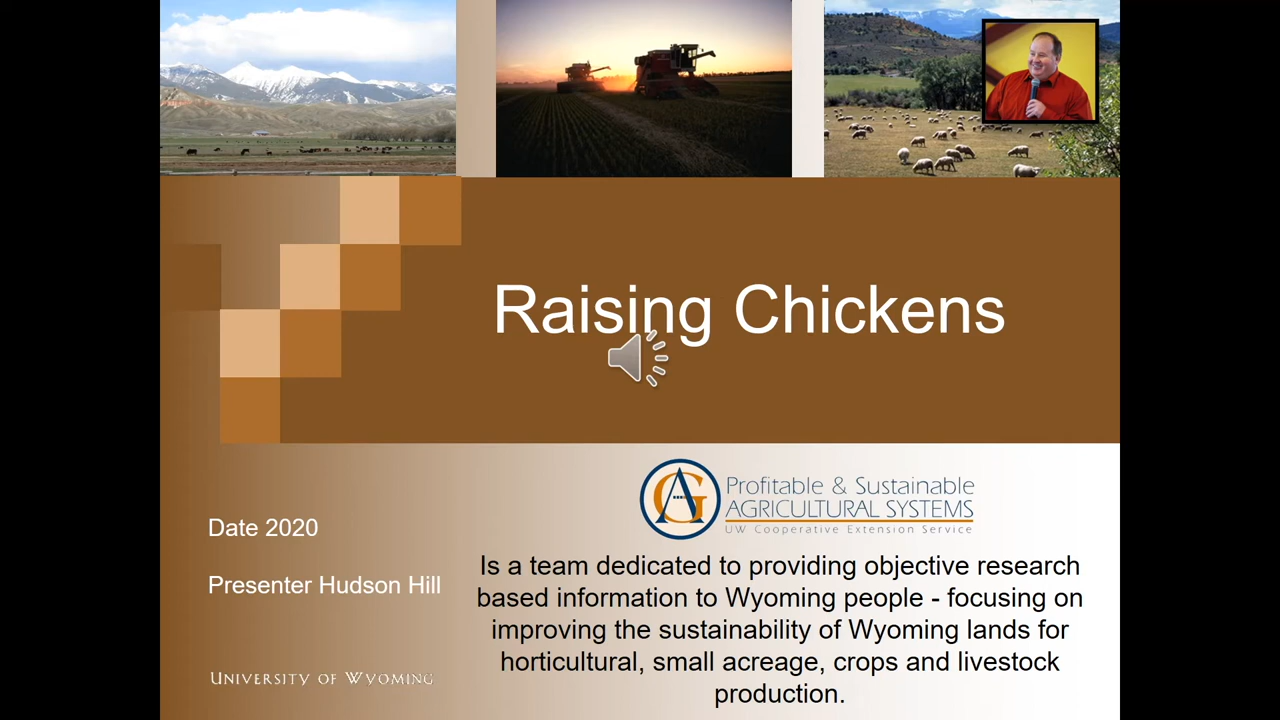 Raising Chickens
Profitable & Sustainable
AGRICULTURAL SYSTEMS
UW Cooperative Extension Service
Date 2020
Presenter Hudson Hill
Is a team dedicated to providing objective research
based information to Wyoming people - focusing on
improving the sustainability of Wyoming lands for
horticultural, small acreage, crops and livestock
production.
UNIVERSITY OF WYOMING